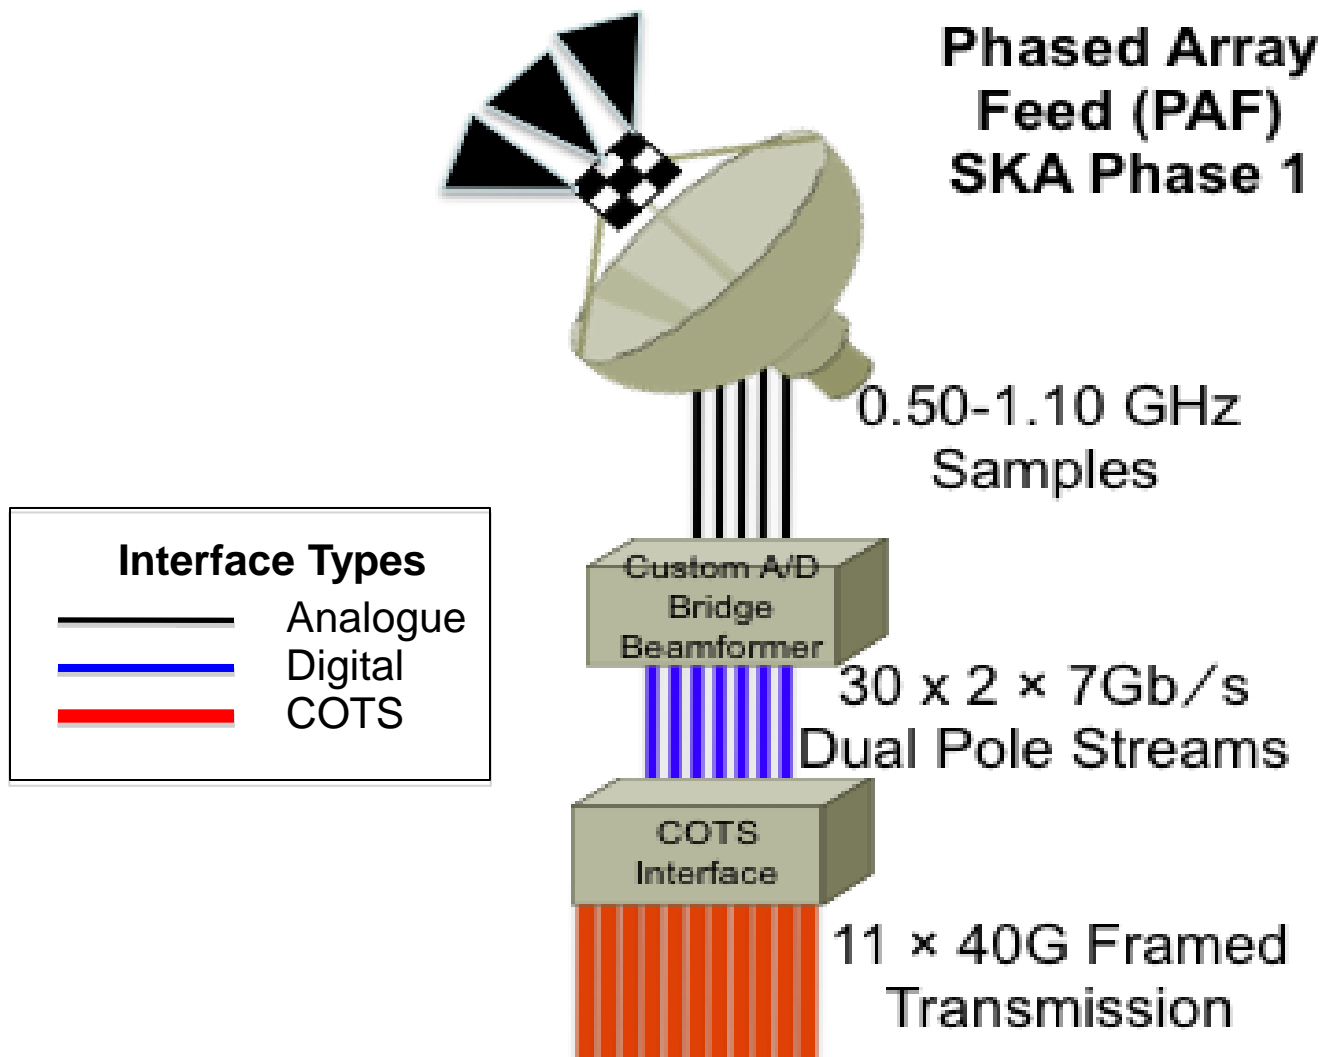 Phased Array
Feed (PAF)
SKA Phase 1
0.50-1.10 GHz
Samples
Interface Types
Analogue
Digital
COTS
Custom A/D
Bridge
Beamformer
30 x 2 × 7Gb/s
Dual Pole Streams
COTS
Interface
11 × 40G Framed
Transmission